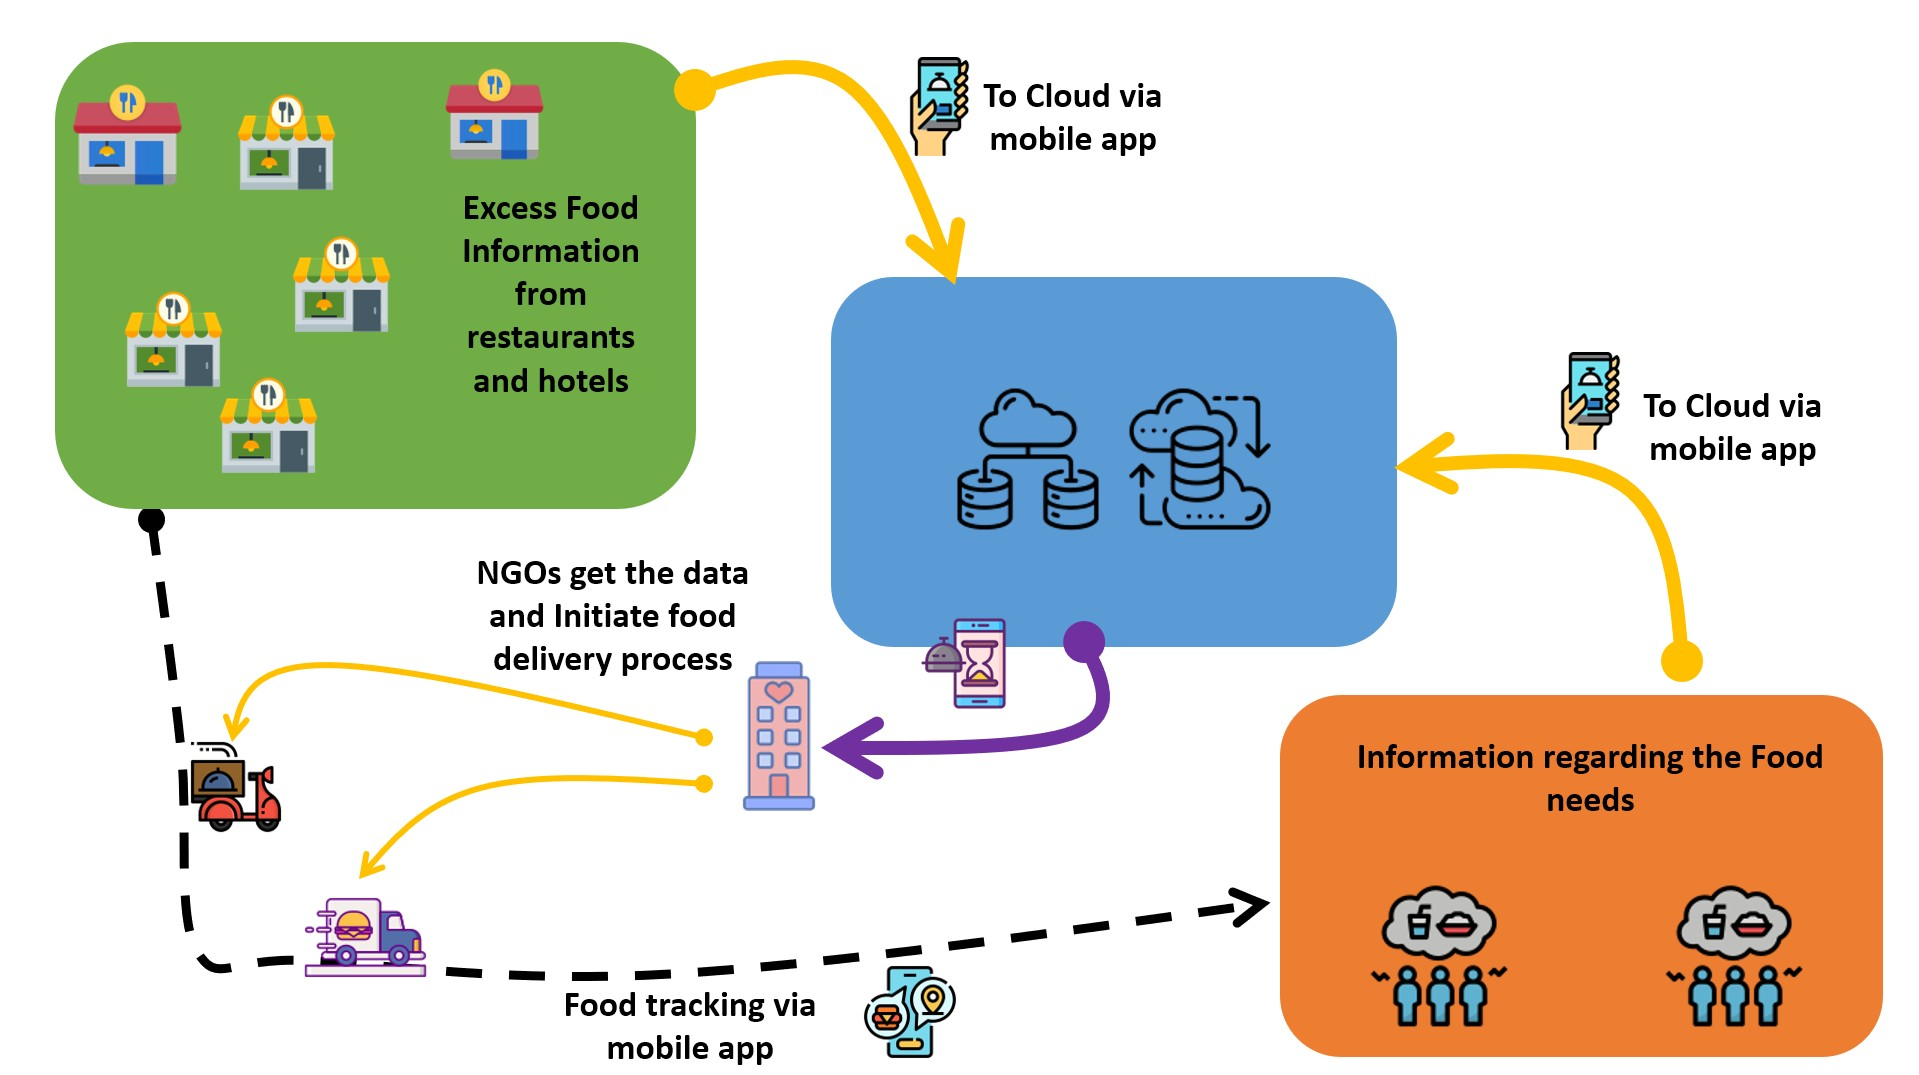 To Cloud via
mobile app
Excess Food
Information
from
restaurants
and hotels
To Cloud via
mobile app
NGOs get the data
and Initiate food
delivery process
Information regarding the Food
needs
Food tracking via
mobile app